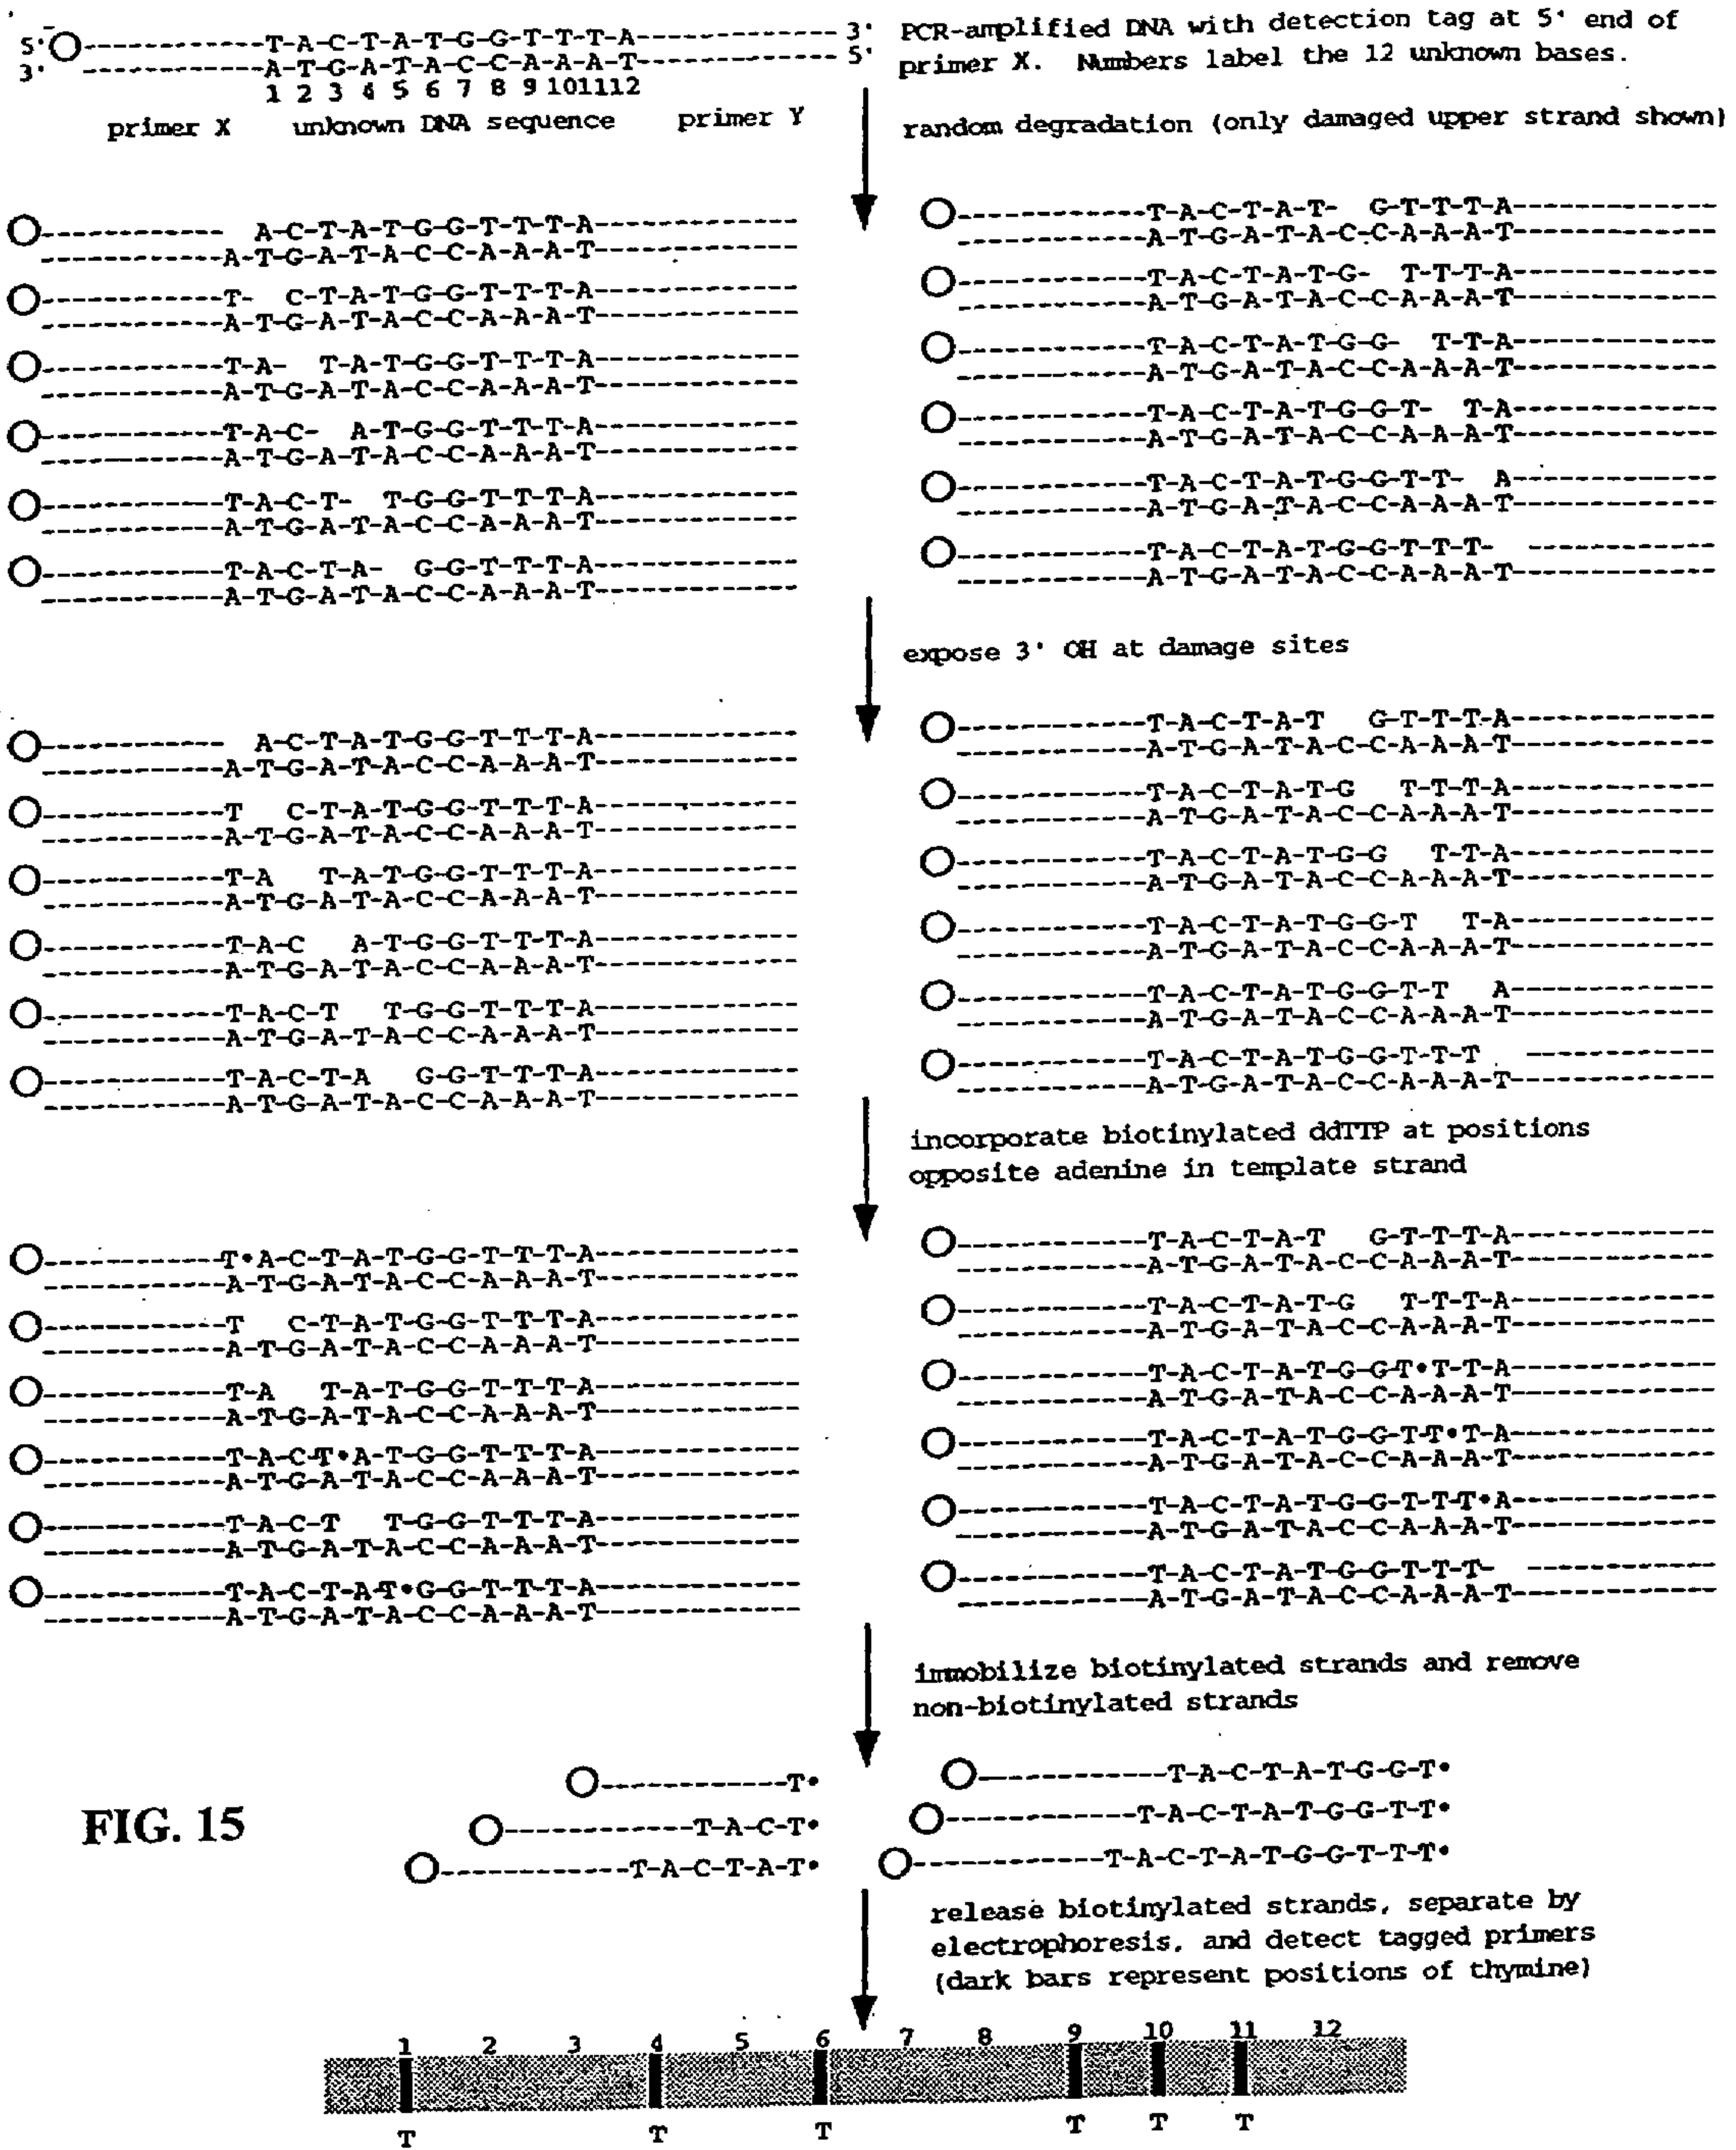 5'O------------T-A-C-T-A-T-G-G-T-T-T-A------------- 3'
3' ------------A-T-G-A-T-A-C-C-A-A-A-T------------- 5'
1 2 3 4 5 6 7 8 9 101112
primer X unknown DNA sequence primer Y
PCR-amplified DNA with detection tag at 5' end of
primer X. Numbers label the 12 unknown bases.
random degradation (only damaged upper strand shown)
O------------ A-C-T-A-T-G-G-T-T-T-A-------------
------------A-T-G-A-T-A-C-C-A-A-A-T-------------
O------------T- C-T-A-T-G-G-T-T-T-A-------------
------------A-T-G-A-T-A-C-C-A-A-A-T-------------
O------------T-A- T-A-T-G-G-T-T-T-A-------------
------------A-T-G-A-T-A-C-C-A-A-A-T-------------
O------------T-A-C- A-T-G-G-T-T-T-A-------------
------------A-T-G-A-T-A-C-C-A-A-A-T-------------
O------------T-A-C-T- T-G-G-T-T-T-A-------------
------------A-T-G-A-T-A-C-C-A-A-A-T-------------
O------------T-A-C-T-A- G-G-T-T-T-A-------------
------------A-T-G-A-T-A-C-C-A-A-A-T-------------
O------------T-A-C-T-A-T- G-T-T-T-A-------------
------------A-T-G-A-T-A-C-C-A-A-A-T-------------
O------------T-A-C-T-A-T-G- T-T-T-A-------------
------------A-T-G-A-T-A-C-C-A-A-A-T-------------
O------------T-A-C-T-A-T-G-G- T-T-A-------------
------------A-T-G-A-T-A-C-C-A-A-A-T-------------
O------------T-A-C-T-A-T-G-G-T- T-A-------------
------------A-T-G-A-T-A-C-C-A-A-A-T-------------
O------------T-A-C-T-A-T-G-G-T-T- A-------------
------------A-T-G-A-T-A-C-C-A-A-A-T-------------
O------------T-A-C-T-A-T-G-G-T-T-T- ------------
------------A-T-G-A-T-A-C-C-A-A-A-T-------------
expose 3' OH at damage sites
O------------ A-C-T-A-T-G-G-T-T-T-A-------------
------------A-T-G-A-T-A-C-C-A-A-A-T-------------
O------------T C-T-A-T-G-G-T-T-T-A-------------
------------A-T-G-A-T-A-C-C-A-A-A-T-------------
O------------T-A T-A-T-G-G-T-T-T-A-------------
------------A-T-G-A-T-A-C-C-A-A-A-T-------------
O------------T-A-C A-T-G-G-T-T-T-A-------------
------------A-T-G-A-T-A-C-C-A-A-A-T-------------
O------------T-A-C-T T-G-G-T-T-T-A-------------
------------A-T-G-A-T-A-C-C-A-A-A-T-------------
O------------T-A-C-T-A G-G-T-T-T-A-------------
------------A-T-G-A-T-A-C-C-A-A-A-T-------------
O------------T-A-C-T-A-T G-T-T-T-A-------------
------------A-T-G-A-T-A-C-C-A-A-A-T-------------
O------------T-A-C-T-A-T-G T-T-T-A-------------
------------A-T-G-A-T-A-C-C-A-A-A-T-------------
O------------T-A-C-T-A-T-G-G T-T-A-------------
------------A-T-G-A-T-A-C-C-A-A-A-T-------------
O------------T-A-C-T-A-T-G-G-T T-A-------------
------------A-T-G-A-T-A-C-C-A-A-A-T-------------
O------------T-A-C-T-A-T-G-G-T-T A-------------
------------A-T-G-A-T-A-C-C-A-A-A-T-------------
O------------T-A-C-T-A-T-G-G-T-T-T ------------
------------A-T-G-A-T-A-C-C-A-A-A-T-------------
incorporate biotinylated ddTTP at positions
opposite adenine in template strand
O------------T•A-C-T-A-T-G-G-T-T-T-A-------------
------------A-T-G-A-T-A-C-C-A-A-A-T-------------
O------------T C-T-A-T-G-G-T-T-T-A-------------
------------A-T-G-A-T-A-C-C-A-A-A-T-------------
O------------T-A T-A-T-G-G-T-T-T-A-------------
------------A-T-G-A-T-A-C-C-A-A-A-T-------------
O------------T-A-C-T•A-T-G-G-T-T-T-A-------------
------------A-T-G-A-T-A-C-C-A-A-A-T-------------
O------------T-A-C-T T-G-G-T-T-T-A-------------
------------A-T-G-A-T-A-C-C-A-A-A-T-------------
O------------T-A-C-T-A-T•G-G-T-T-T-A-------------
------------A-T-G-A-T-A-C-C-A-A-A-T-------------
O------------T-A-C-T-A-T G-T-T-T-A-------------
------------A-T-G-A-T-A-C-C-A-A-A-T-------------
O------------T-A-C-T-A-T-G T-T-T-A-------------
------------A-T-G-A-T-A-C-C-A-A-A-T-------------
O------------T-A-C-T-A-T-G-G-T•T-T-A-------------
------------A-T-G-A-T-A-C-C-A-A-A-T-------------
O------------T-A-C-T-A-T-G-G-T-T•T-A-------------
------------A-T-G-A-T-A-C-C-A-A-A-T-------------
O------------T-A-C-T-A-T-G-G-T-T-T•A-------------
------------A-T-G-A-T-A-C-C-A-A-A-T-------------
O------------T-A-C-T-A-T-G-G-T-T-T- ------------
------------A-T-G-A-T-A-C-C-A-A-A-T-------------
immobilize biotinylated strands and remove
non-biotinylated strands
O------------T•
O------------T-A-C-T•
O------------T-A-C-T-A-T•
O------------T-A-C-T-A-T-G-G-T•
O------------T-A-C-T-A-T-G-G-T-T•
O------------T-A-C-T-A-T-G-G-T-T-T•
FIG. 15
release biotinylated strands, separate by
electrophoresis, and detect tagged primers
(dark bars represent positions of thymine)
1 2 3 4 5 6 7 8 9 10 11 12
T T T T T T